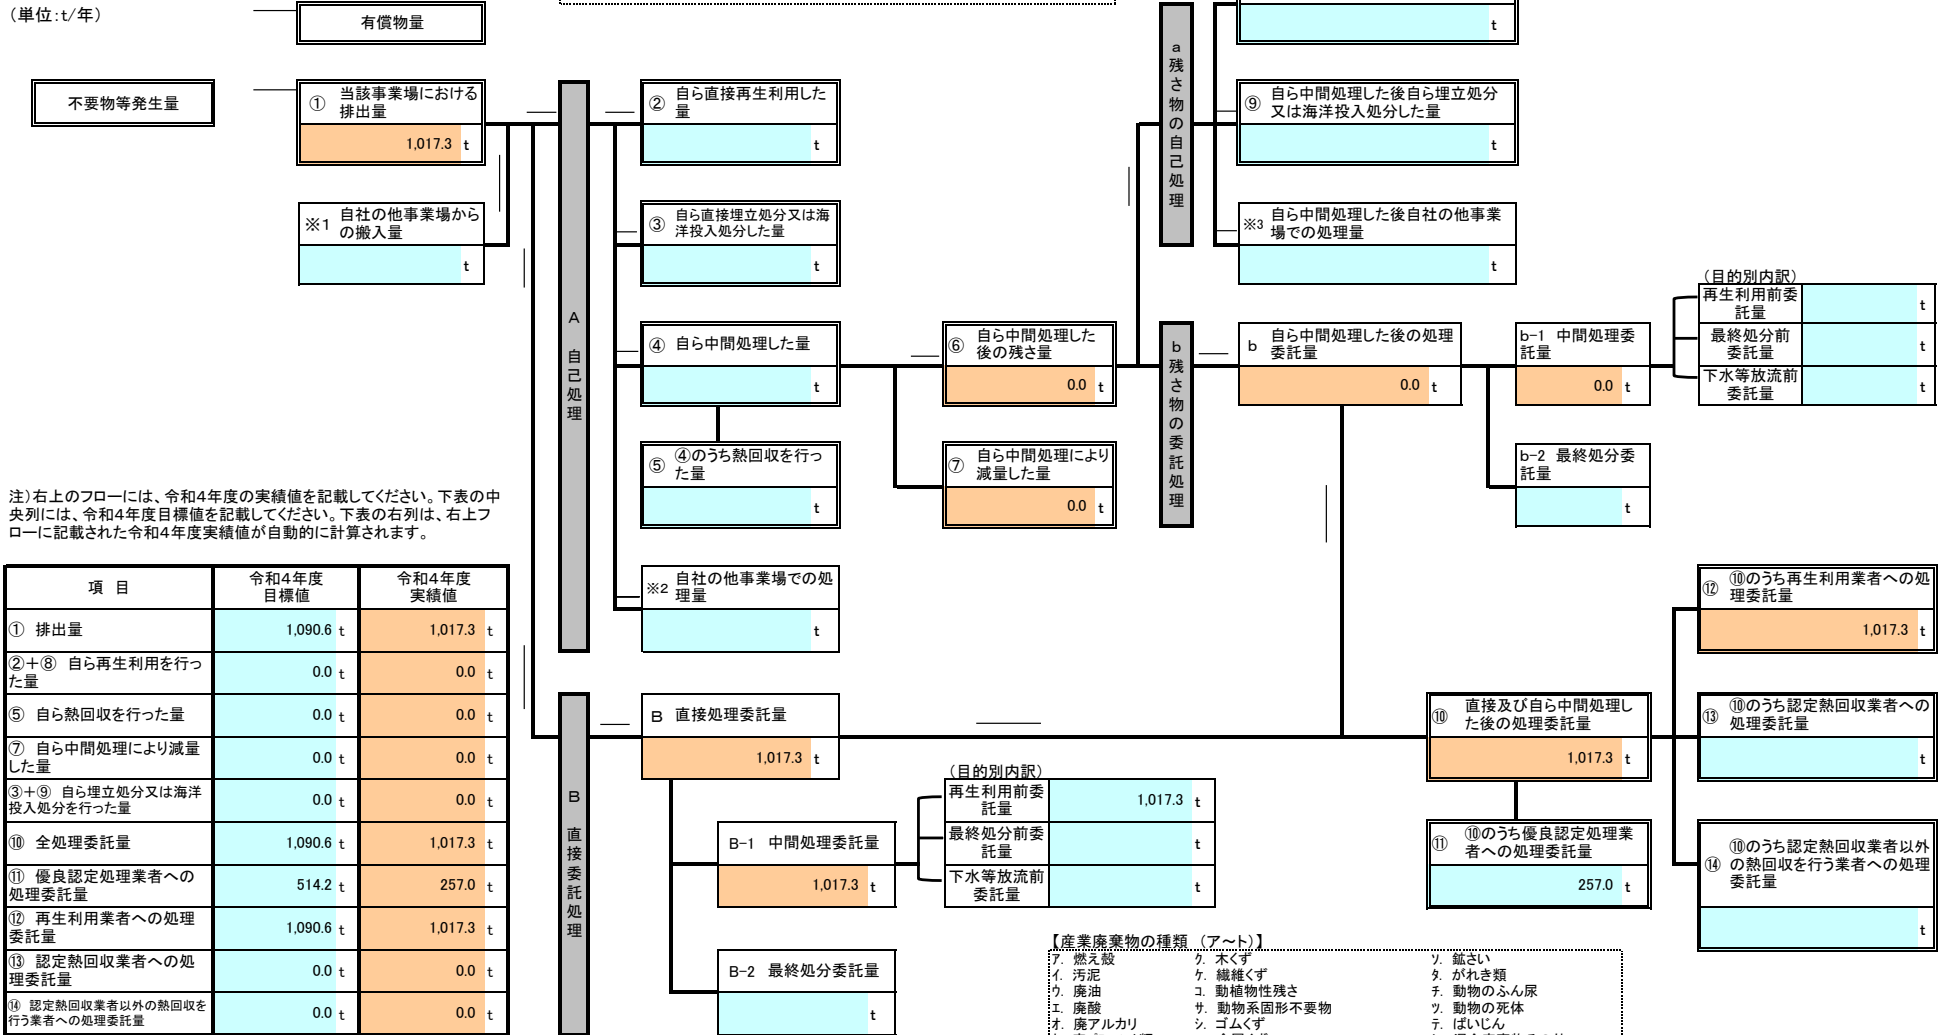 （単位：ｔ/年）
有償物量
t
不要物等発生量
① 当該事業場における
排出量
1,017.3 t
※1 自社の他事業場から
の搬入量
t
A
自己処理
② 自ら直接再生利用した
量
t
③ 自ら直接埋立処分又は海
洋投入処分した量
t
④ 自ら中間処理した量
t
⑤ ④のうち熱回収を行っ
た量
t
※2 自社の他事業場での処
理量
t
⑥ 自ら中間処理した
後の残さ量
0.0 t
⑦ 自ら中間処理により
減量した量
0.0 t
a
残さ物の自己処理
⑨ 自ら中間処理した後自ら埋立処分
又は海洋投入処分した量
t
※3 自ら中間処理した後自社の他事業
場での処理量
t
b
残さ物の委託処理
b 自ら中間処理した後の処理
委託量
0.0 t
b-1 中間処理委
託量
0.0 t
b-2 最終処分委
託量
t
（目的別内訳）
再生利用前委
託量 t
最終処分前
委託量 t
下水等放流前
委託量 t
注）右上のフローには、令和４年度の実績値を記載してください。下表の中
央列には、令和４年度目標値を記載してください。下表の右列は、右上フ
ローに記載された令和４年度実績値が自動的に計算されます。
項 目 令和４年度
目標値 令和４年度
実績値
① 排出量 1,090.6 t 1,017.3 t
②＋⑧ 自ら再生利用を行っ
た量 0.0 t 0.0 t
⑤ 自ら熱回収を行った量 0.0 t 0.0 t
⑦ 自ら中間処理により減量
した量 0.0 t 0.0 t
③＋⑨ 自ら埋立処分又は海洋
投入処分を行った量 0.0 t 0.0 t
⑩ 全処理委託量 1,090.6 t 1,017.3 t
⑪ 優良認定処理業者への
処理委託量 514.2 t 257.0 t
⑫ 再生利用業者への処理
委託量 1,090.6 t 1,017.3 t
⑬ 認定熱回収業者への処
理委託量 0.0 t 0.0 t
⑭ 認定熱回収業者以外の熱回収を
行う業者への処理委託量 0.0 t 0.0 t
B
直接委託処理
B 直接処理委託量
1,017.3 t
B-1 中間処理委託量
1,017.3 t
B-2 最終処分委託量
t
（目的別内訳）
再生利用前委
託量 1,017.3 t
最終処分前委
託量 t
下水等放流前
委託量 t
⑩ 直接及び自ら中間処理し
た後の処理委託量
1,017.3 t
⑪ ⑩のうち優良認定処理業
者への処理委託量
257.0 t
⑫ ⑩のうち再生利用業者への処
理委託量
1,017.3 t
⑬ ⑩のうち認定熱回収業者への
処理委託量
t
⑭ ⑩のうち認定熱回収業者以外
の熱回収を行う業者への処理
委託量
t
【産業廃棄物の種類 （ア～ト）】
ア. 燃え殻 ク. 木くず ソ. 鉱さい
イ. 汚泥 ケ. 繊維くず タ. がれき類
ウ. 廃油 コ. 動植物性残さ チ. 動物のふん尿
エ. 廃酸 サ. 動物系固形不要物 ツ. 動物の死体
オ. 廃アルカリ シ. ゴムくず テ. ばいじん